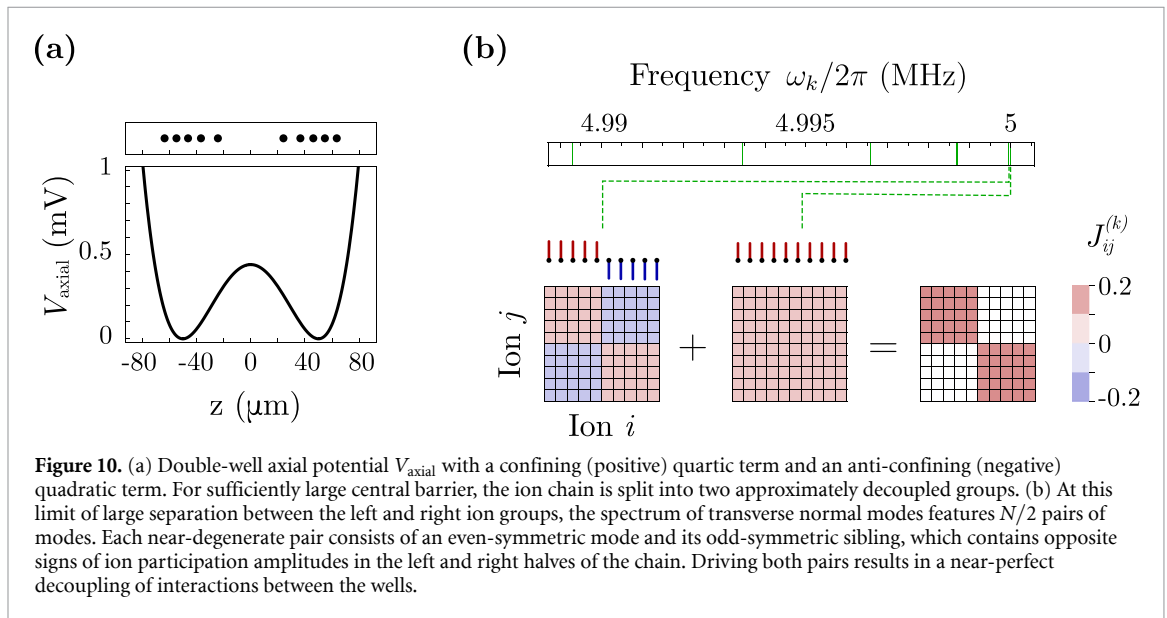 (a)
(b)
Frequency ω_k/2π (MHz)
4.99 4.995 5
1
0.5
0
V_axial (mV)
-80 -40 0 40 80
z (μm)
Ion j
+
=
Ion i
J_ij^(k)
0.2
0
-0.2
Figure 10. (a) Double-well axial potential V_axial with a confining (positive) quartic term and an anti-confining (negative)
quadratic term. For sufficiently large central barrier, the ion chain is split into two approximately decoupled groups. (b) At this
limit of large separation between the left and right ion groups, the spectrum of transverse normal modes features N/2 pairs of
modes. Each near-degenerate pair consists of an even-symmetric mode and its odd-symmetric sibling, which contains opposite
signs of ion participation amplitudes in the left and right halves of the chain. Driving both pairs results in a near-perfect
decoupling of interactions between the wells.